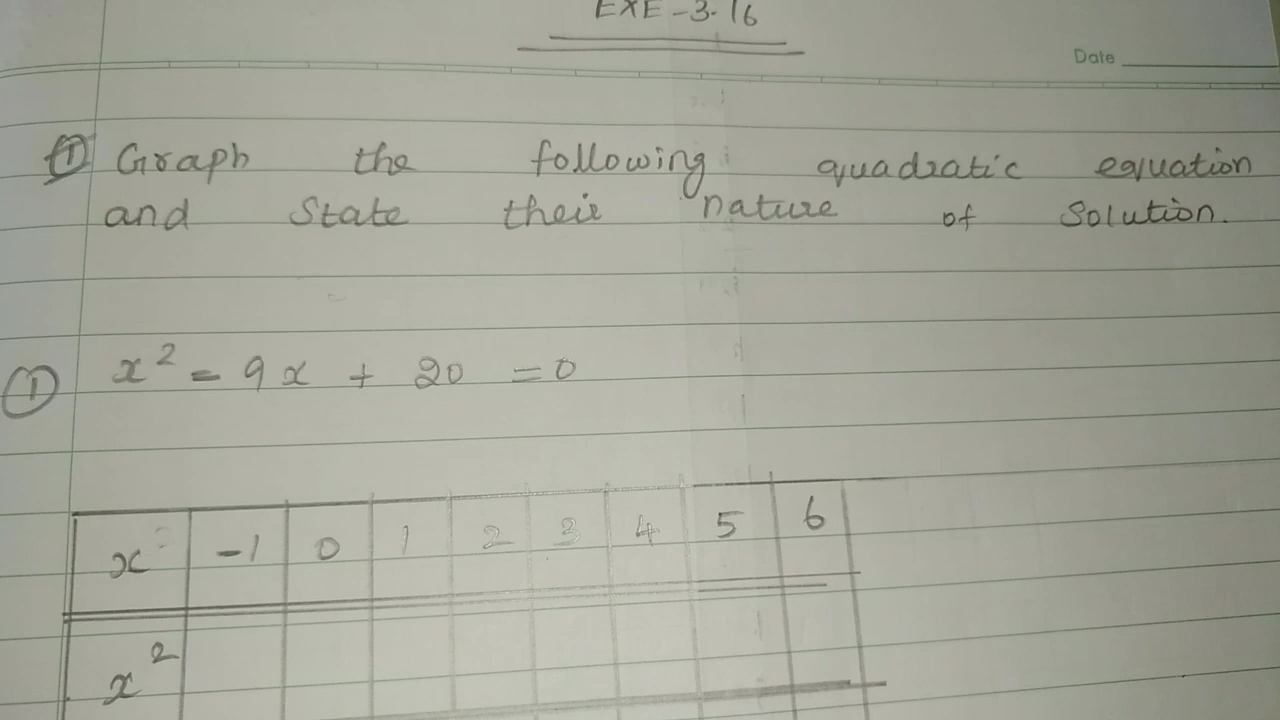 EXE-3.16
Date
① Graph the following quadratic equation
and State their nature of Solution.
① x² = 9x + 20 = 0
x -1 0 1 2 3 4 5 6
x²